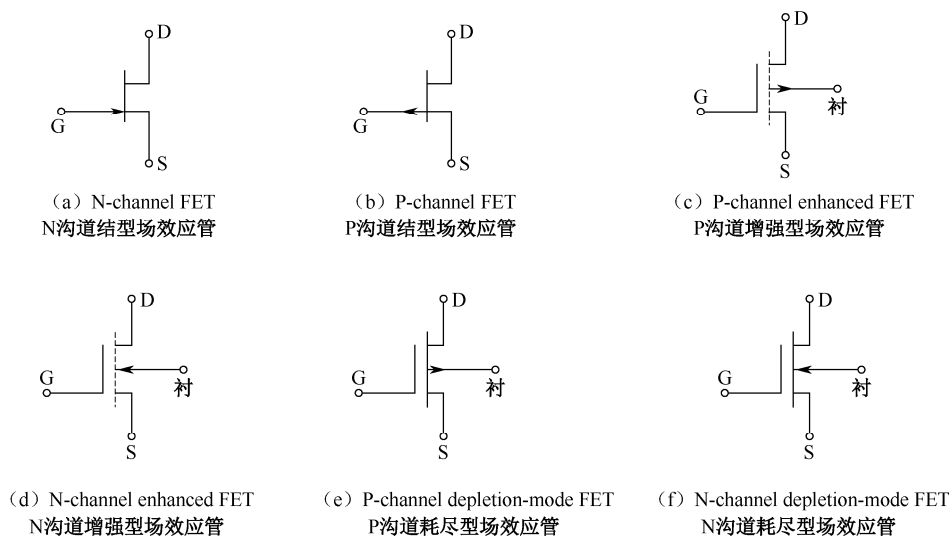 D
G
S
(a) N-channel FET
N沟道结型场效应管
D
G
S
(b) P-channel FET
P沟道结型场效应管
D
G
衬
S
(c) P-channel enhanced FET
P沟道增强型场效应管
D
G
衬
S
(d) N-channel enhanced FET
N沟道增强型场效应管
D
G
衬
S
(e) P-channel depletion-mode FET
P沟道耗尽型场效应管
D
G
衬
S
(f) N-channel depletion-mode FET
N沟道耗尽型场效应管